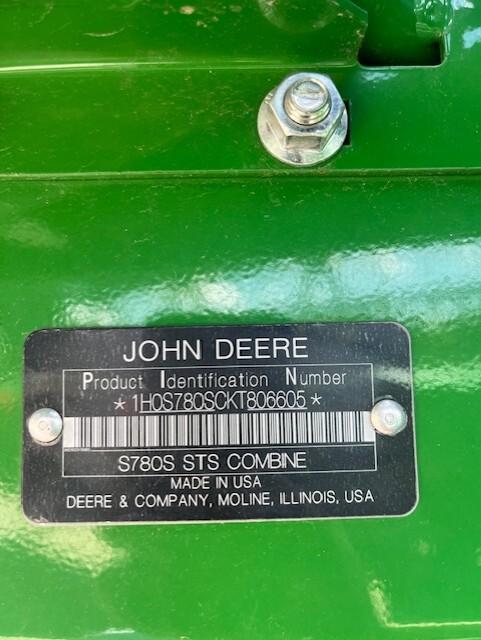 JOHN DEERE
Product Identification Number
*1H0S780SCKT806605*
S780S STS COMBINE
MADE IN USA
DEERE & COMPANY, MOLINE, ILLINOIS, USA